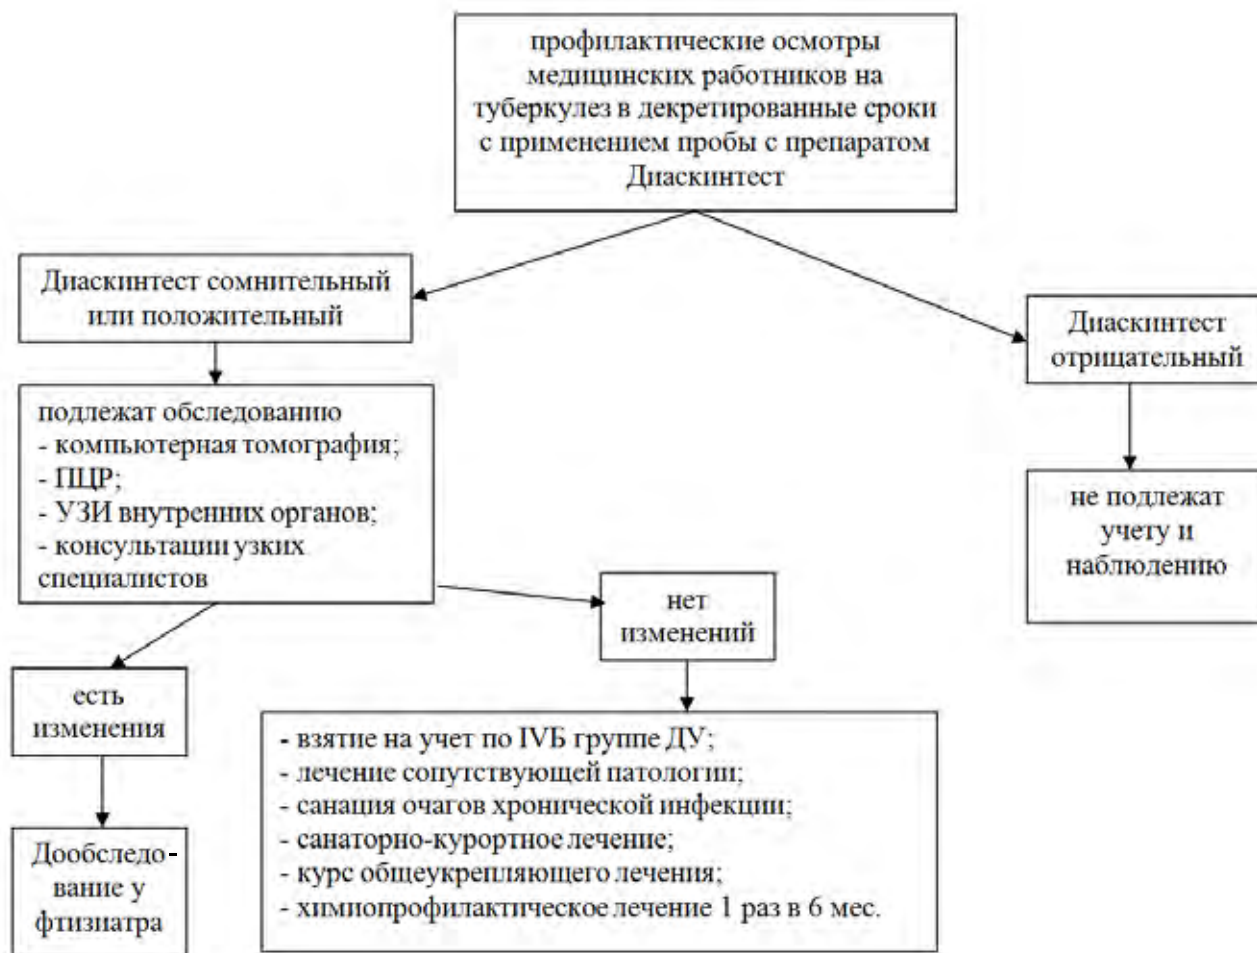 профилактические осмотры
медицинских работников на
туберкулез в декретированные сроки
с применением пробы с препаратом
Диаскинтест
Диаскинтест сомнительный
или положительный
Диаскинтест
отрицательный
подлежат обследованию
- компьютерная томография;
- ПЦР;
- УЗИ внутренних органов;
- консультации узких
специалистов
не подлежат
учету и
наблюдению
нет
изменений
есть
изменения
- взятие на учет по IVБ группе ДУ;
- лечение сопутствующей патологии;
- санация очагов хронической инфекции;
- санаторно-курортное лечение;
- курс общеукрепляющего лечения;
- химиопрофилактическое лечение 1 раз в 6 мес.
Дообследо-
вание у
фтизиатра